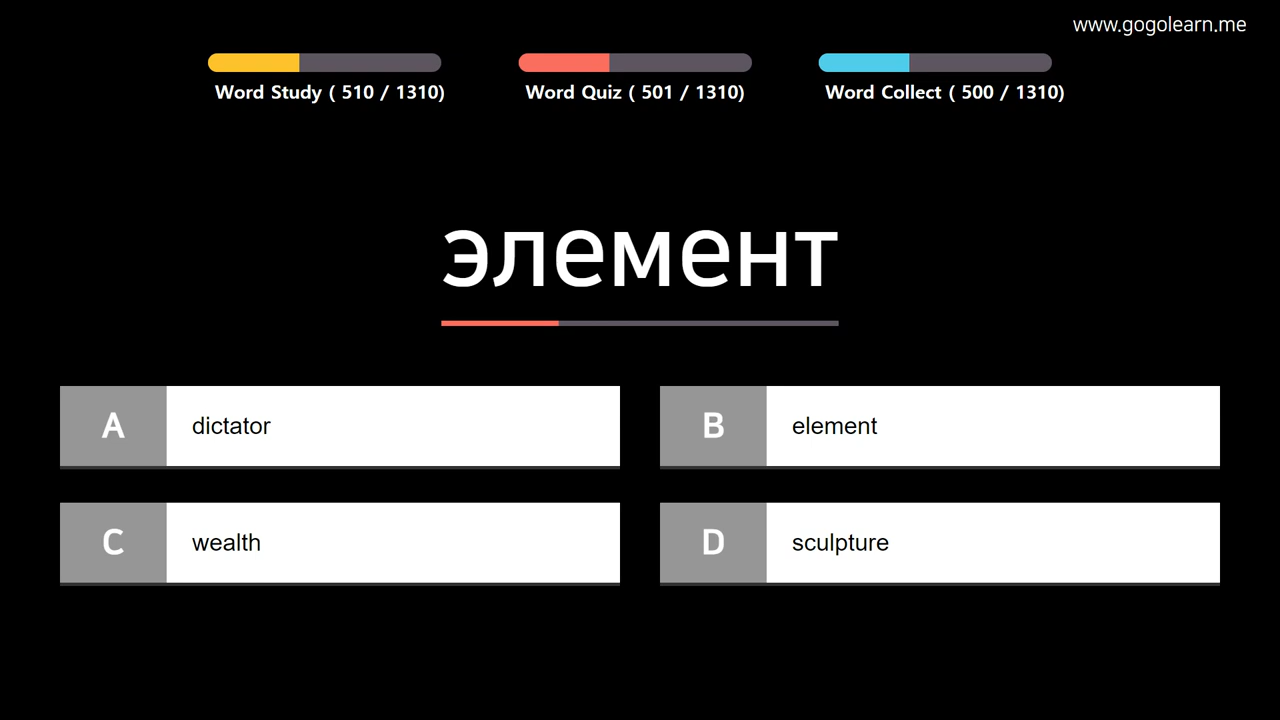 www.gogolearn.me
Word Study ( 510 / 1310)
Word Quiz ( 501 / 1310)
Word Collect ( 500 / 1310)
элемент
A dictator
B element
C wealth
D sculpture